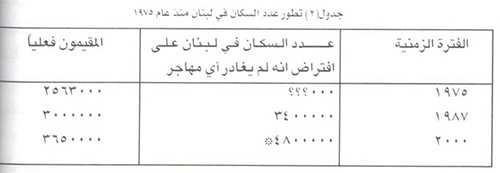 جدول(٢) تطور عدد السكان في لبنان منذ عام ١٩٧٥
الفترة الزمنية عدد السكان في لبنان على المقيمون فعلياً
افتراض انه لم يغادر أي مهاجر
١٩٧٥ ؟؟؟٠٠٠ ٢٥٦٣٠٠٠
١٩٨٧ ٣٤٠٠٠٠٠ ٣٠٠٠٠٠٠
٢٠٠٠ ٤٨٠٠٠٠٠* ٣٦٥٠٠٠٠